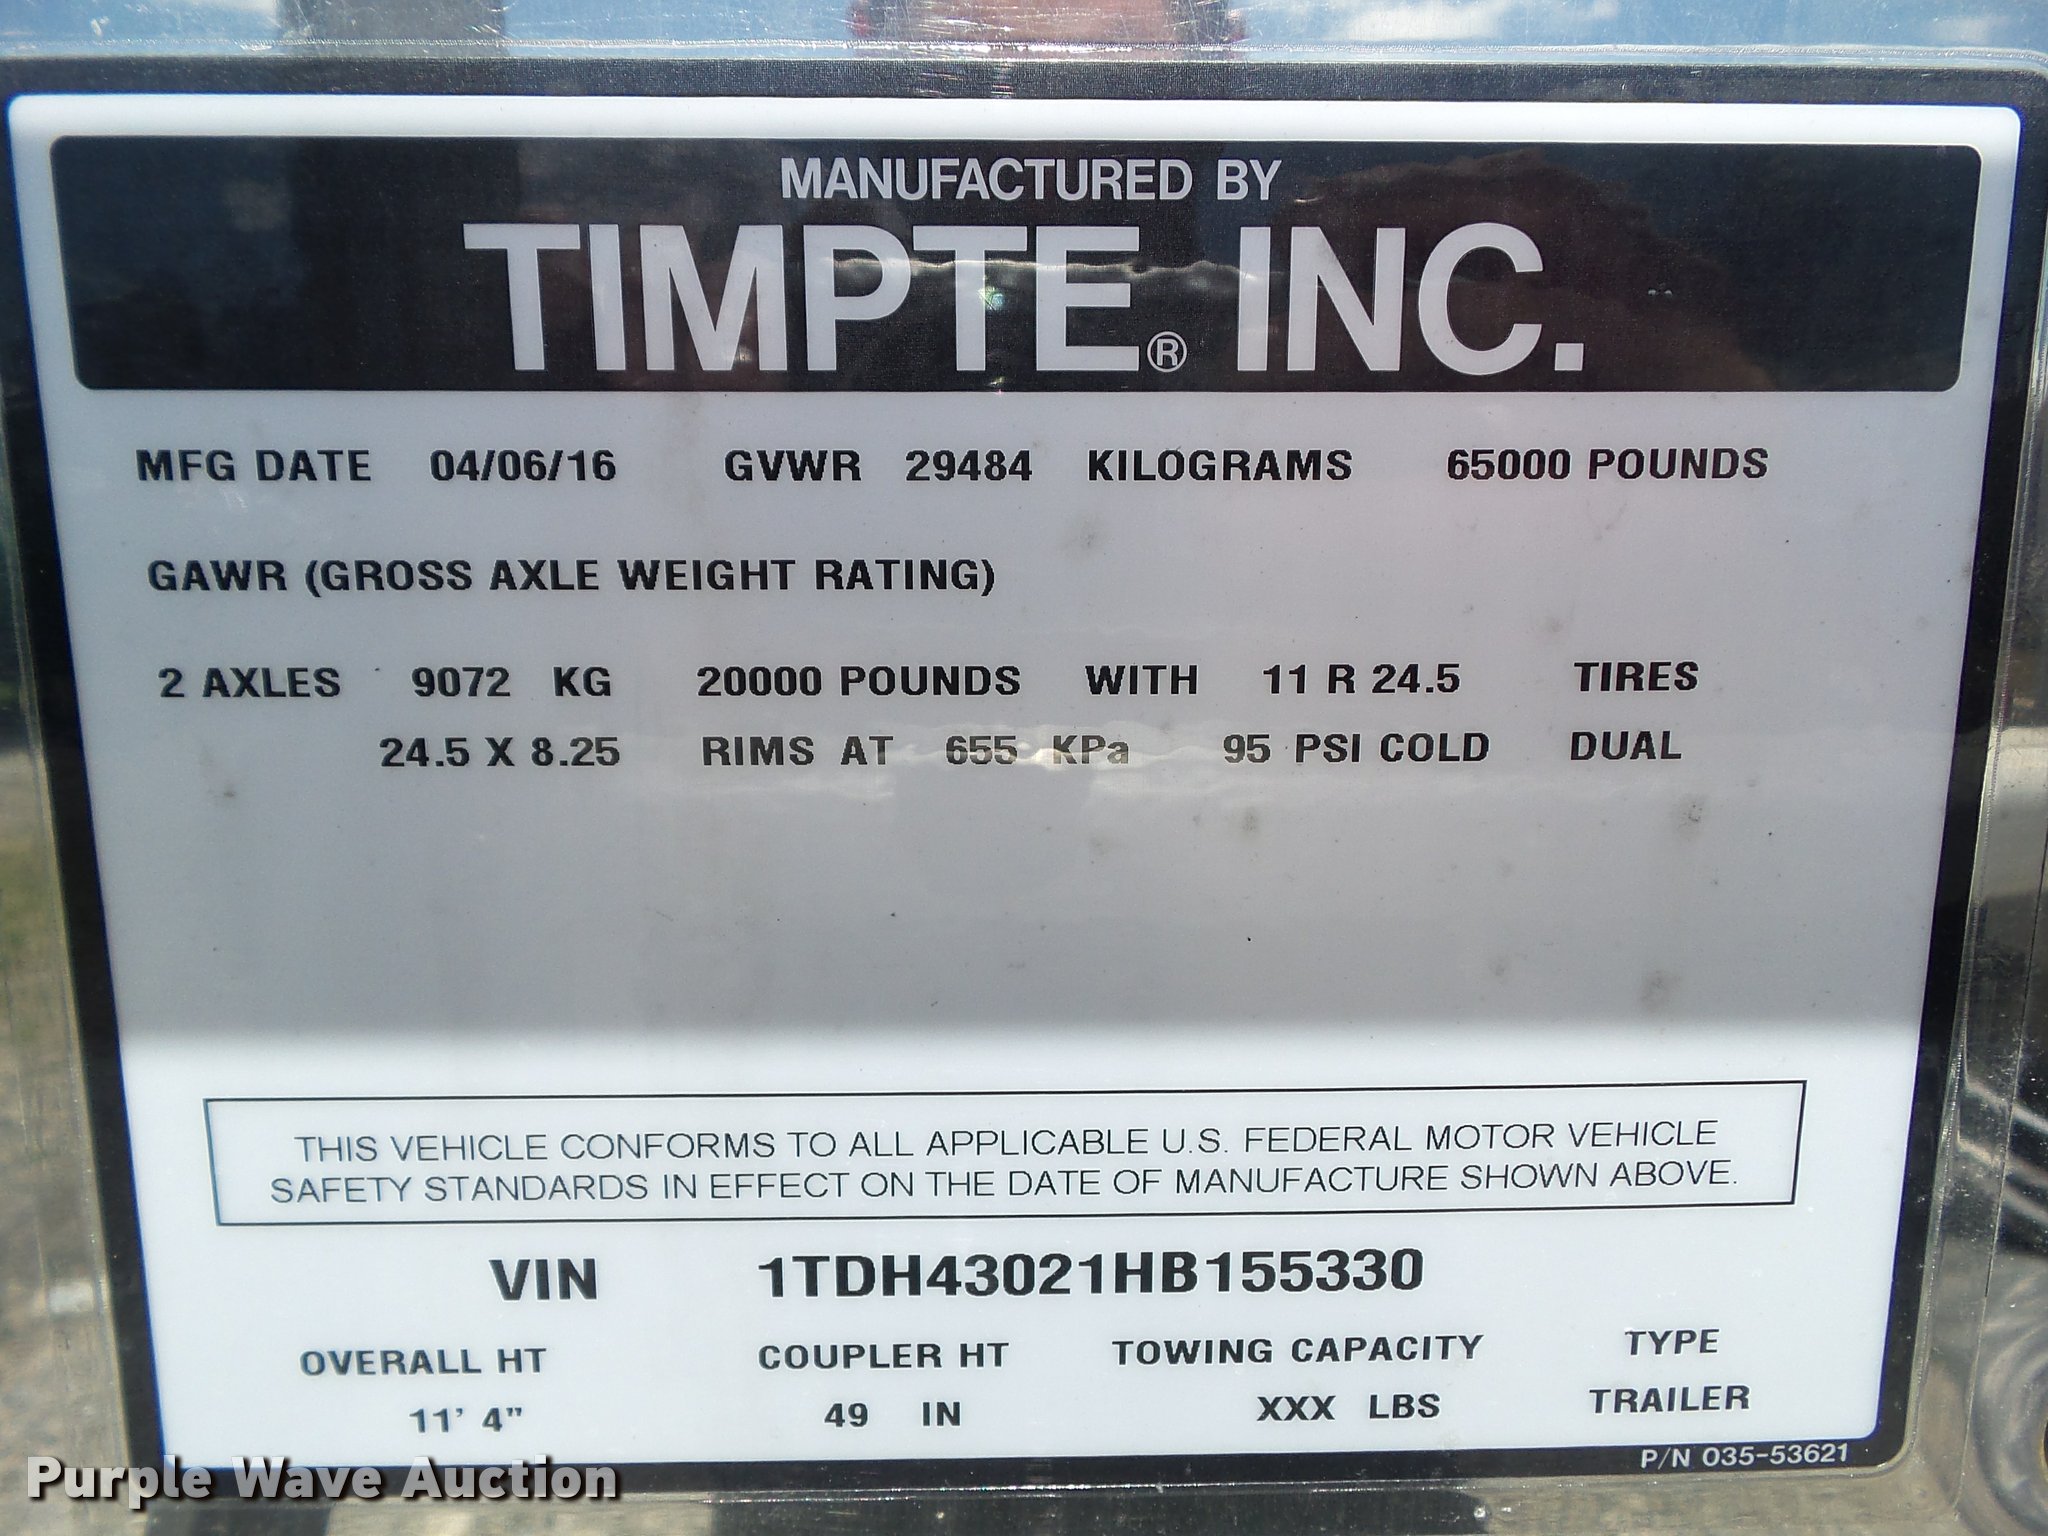 MANUFACTURED BY
TIMPTE® INC.
MFG DATE 04/06/16 GVWR 29484 KILOGRAMS 65000 POUNDS
GAWR (GROSS AXLE WEIGHT RATING)
2 AXLES 9072 KG 20000 POUNDS WITH 11 R 24.5 TIRES
24.5 X 8.25 RIMS AT 655 KPa 95 PSI COLD DUAL
THIS VEHICLE CONFORMS TO ALL APPLICABLE U.S. FEDERAL MOTOR VEHICLE
SAFETY STANDARDS IN EFFECT ON THE DATE OF MANUFACTURE SHOWN ABOVE.
VIN 1TDH43021HB155330
OVERALL HT COUPLER HT TOWING CAPACITY TYPE
11' 4" 49 IN XXX LBS TRAILER
P/N 035-53621
Purple Wave Auction